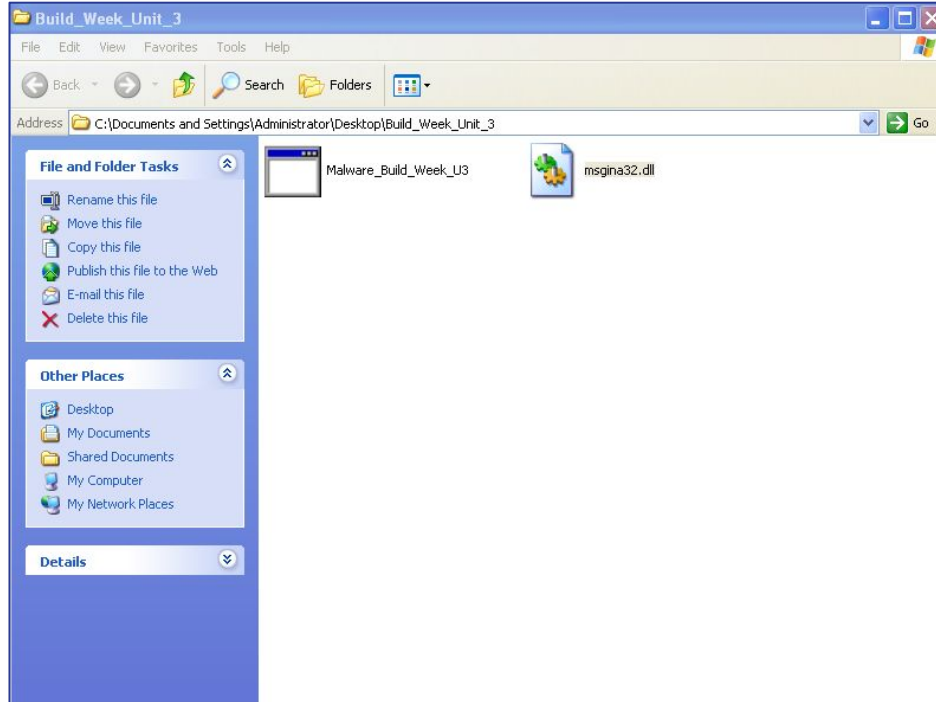 Build_Week_Unit_3
File Edit View Favorites Tools Help
Back Search Folders
Address C:\Documents and Settings\Administrator\Desktop\Build_Week_Unit_3 Go
File and Folder Tasks
Rename this file
Move this file
Copy this file
Publish this file to the Web
E-mail this file
Delete this file
Other Places
Desktop
My Documents
Shared Documents
My Computer
My Network Places
Details
Malware_Build_Week_U3
msgina32.dll